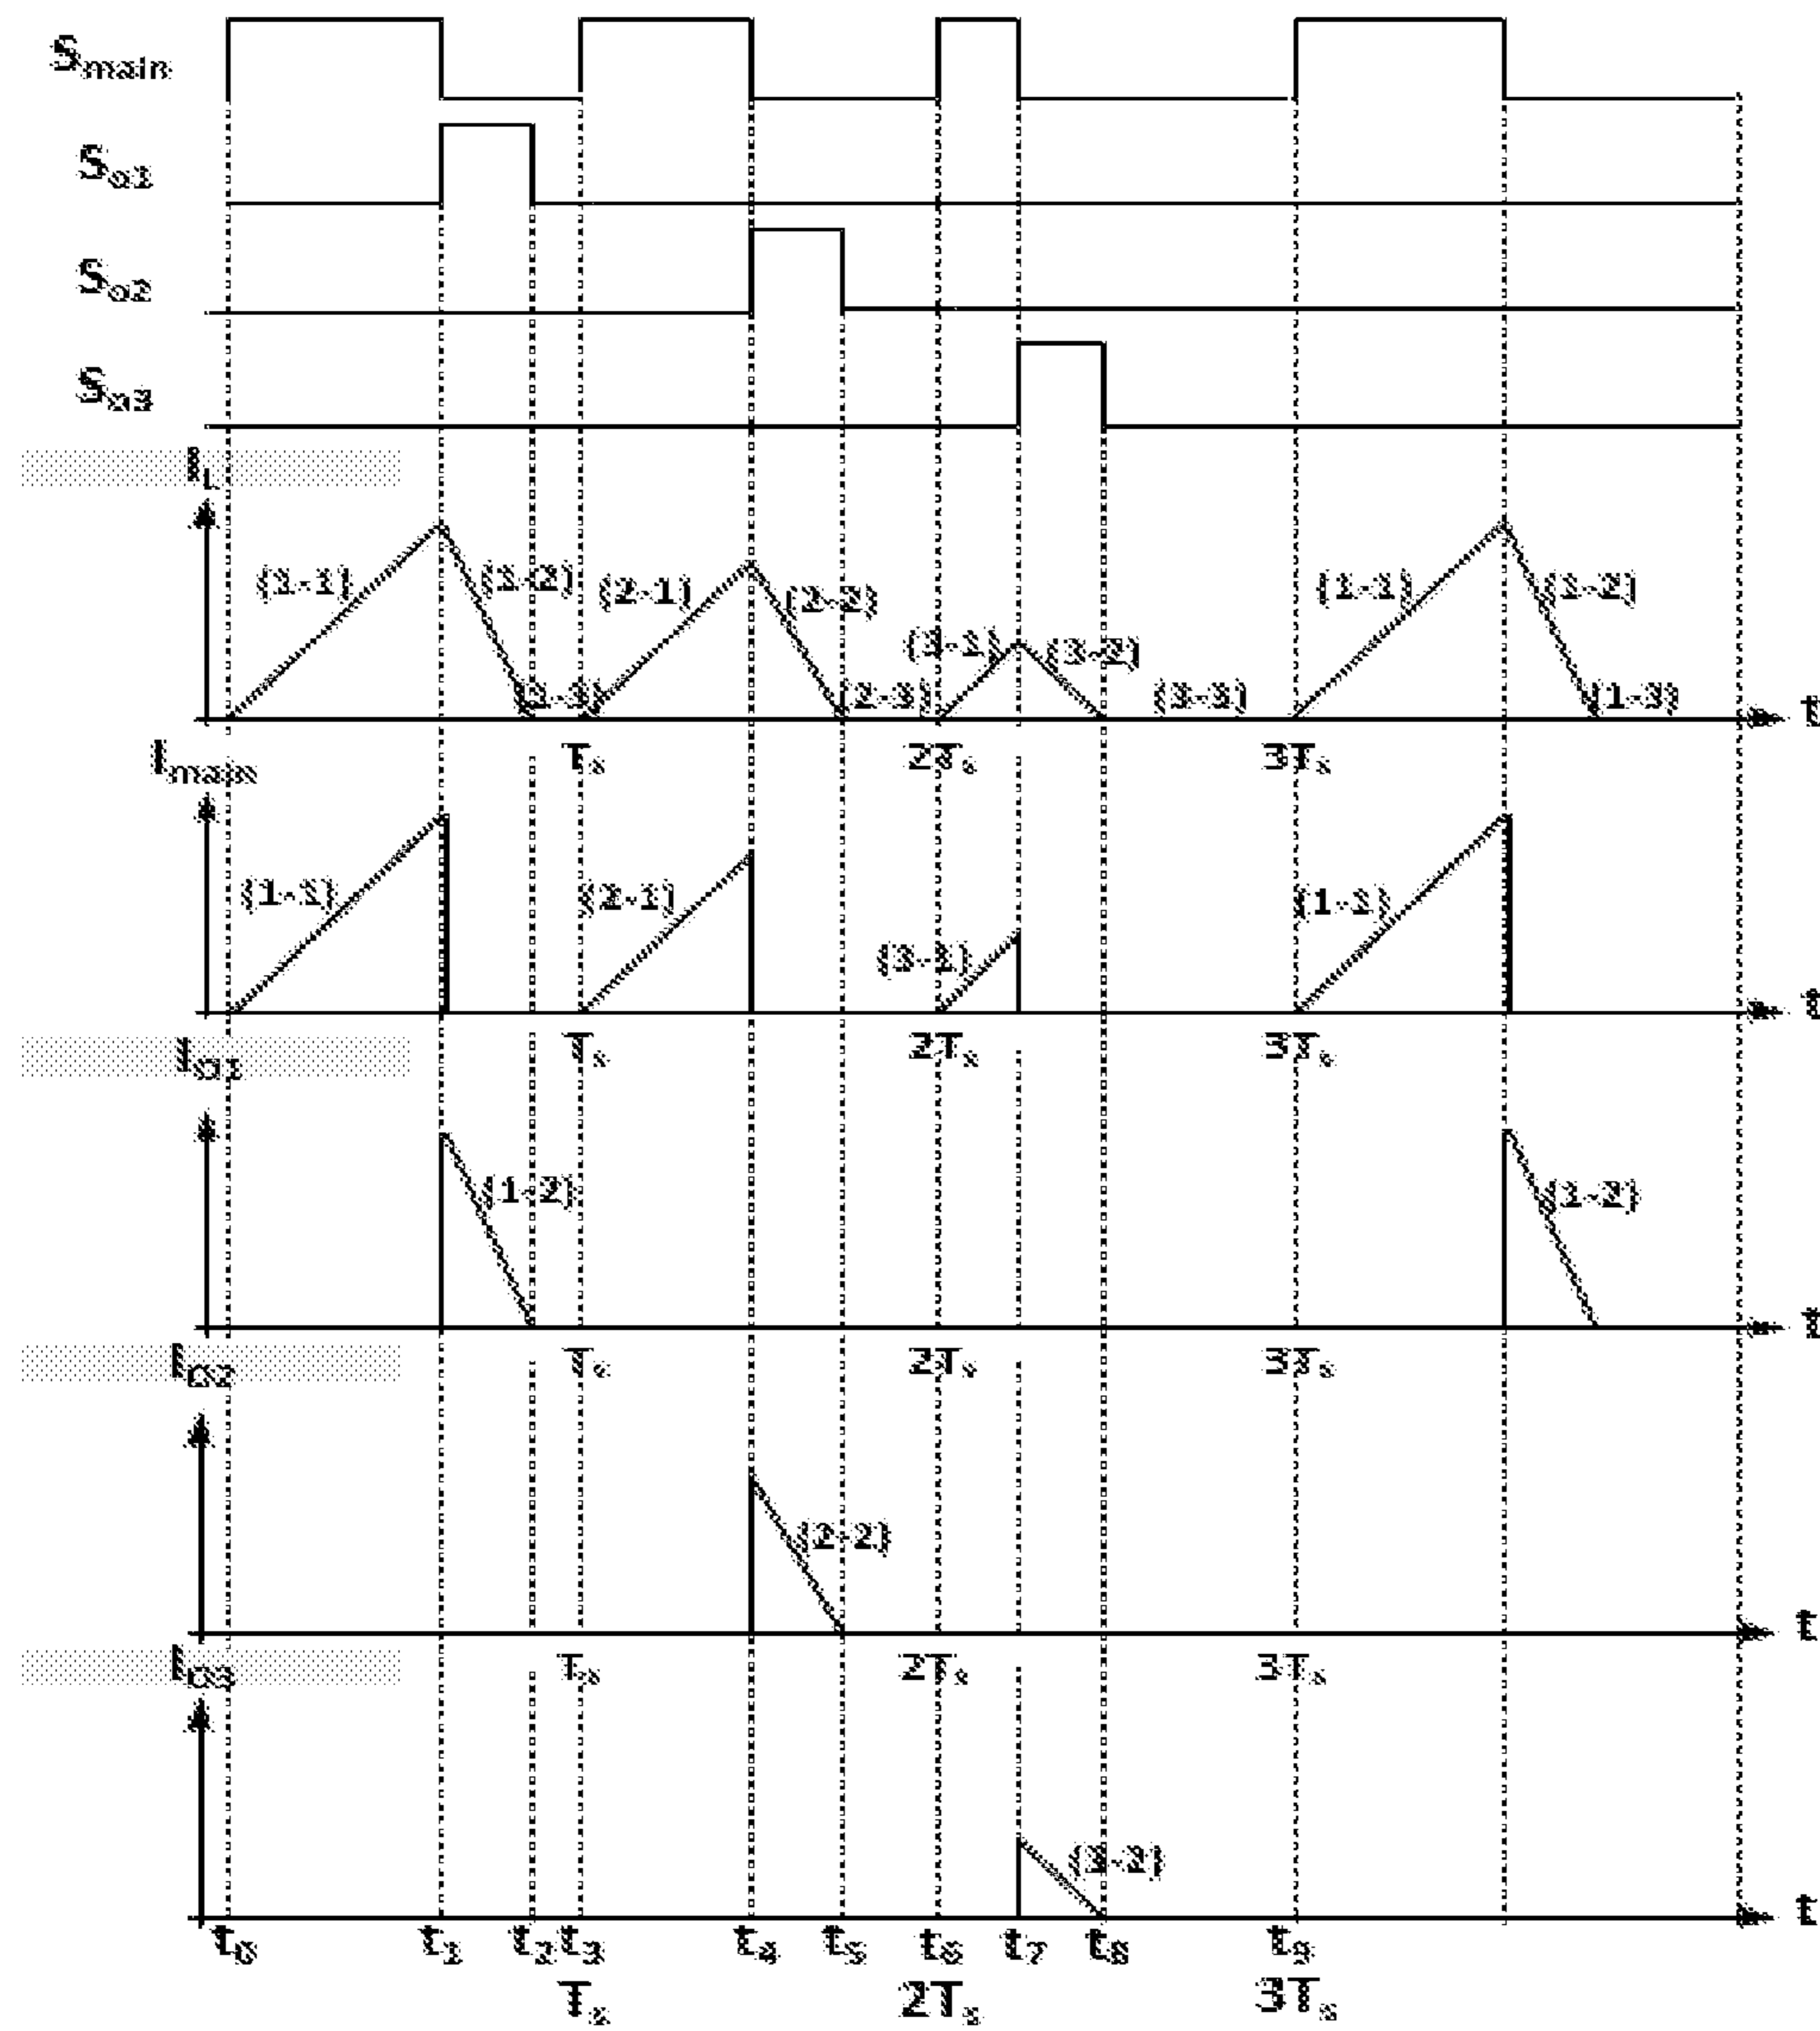 Smain
So1
So2
So3
IL
(1-1) (1-2) (2-1) (2-2) (3-1) (3-2) (1-1) (1-2)
(1-3) (2-3) (3-3) (1-3)
t
Ts 2Ts 3Ts
Imain
(1-1) (2-1) (3-1) (1-1)
t
Ts 2Ts 3Ts
IO1
(1-2) (1-2)
t
Ts 2Ts 3Ts
IO2
(2-2)
t
Ts 2Ts 3Ts
IO3
(3-2)
t
t0 t1 t2 t3 t4 t5 t6 t7 t8 t9
Ts 2Ts 3Ts